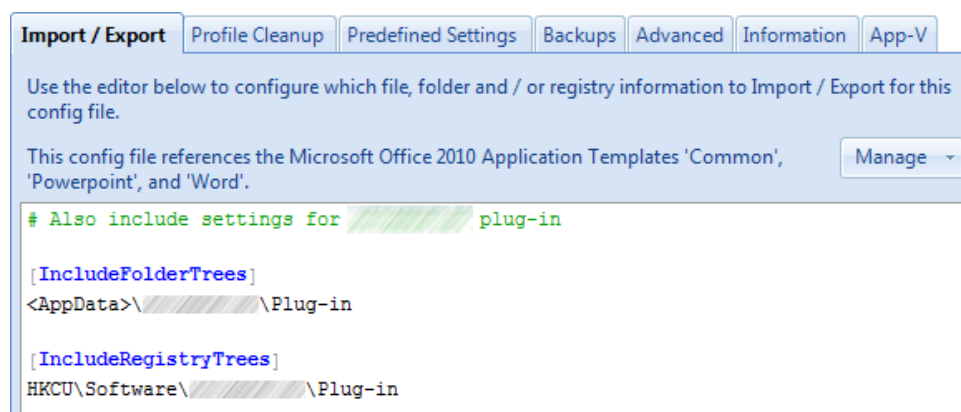 Import / Export Profile Cleanup Predefined Settings Backups Advanced Information App-V
Use the editor below to configure which file, folder and / or registry information to Import / Export for this
config file.
This config file references the Microsoft Office 2010 Application Templates 'Common',
'Powerpoint', and 'Word'.
Manage
# Also include settings for plug-in
[IncludeFolderTrees]
<AppData>\ \Plug-in
[IncludeRegistryTrees]
HKCU\Software\ \Plug-in